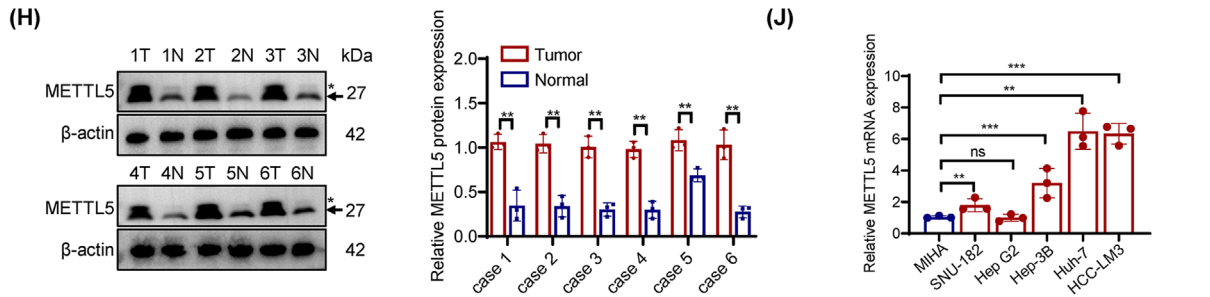 (H)
1T 1N 2T 2N 3T 3N kDa
METTL5 * 27
β-actin 42
4T 4N 5T 5N 6T 6N
METTL5 * 27
β-actin 42
Relative METTL5 protein expression
Tumor
Normal
2.0
1.5
1.0
0.5
0.0
** ** ** ** ** **
case 1 case 2 case 3 case 4 case 5 case 6
(J)
Relative METTL5 mRNA expression
10
8
6
4
2
0
***
**
***
ns
**
MIHA SNU-182 Hep G2 Hep-3B Huh-7 HCC-LM3